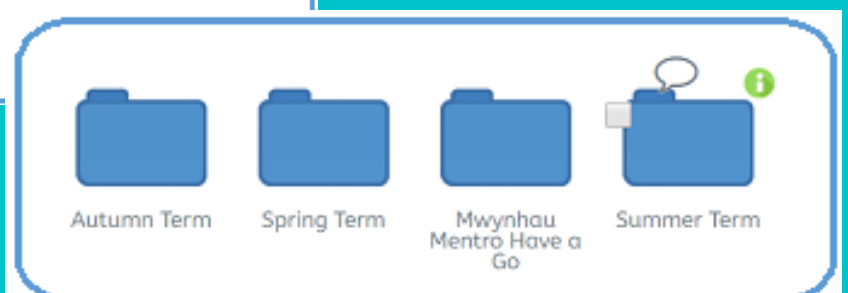 Autumn Term
Spring Term
Mwynhau
Mentro Have a
Go
Summer Term